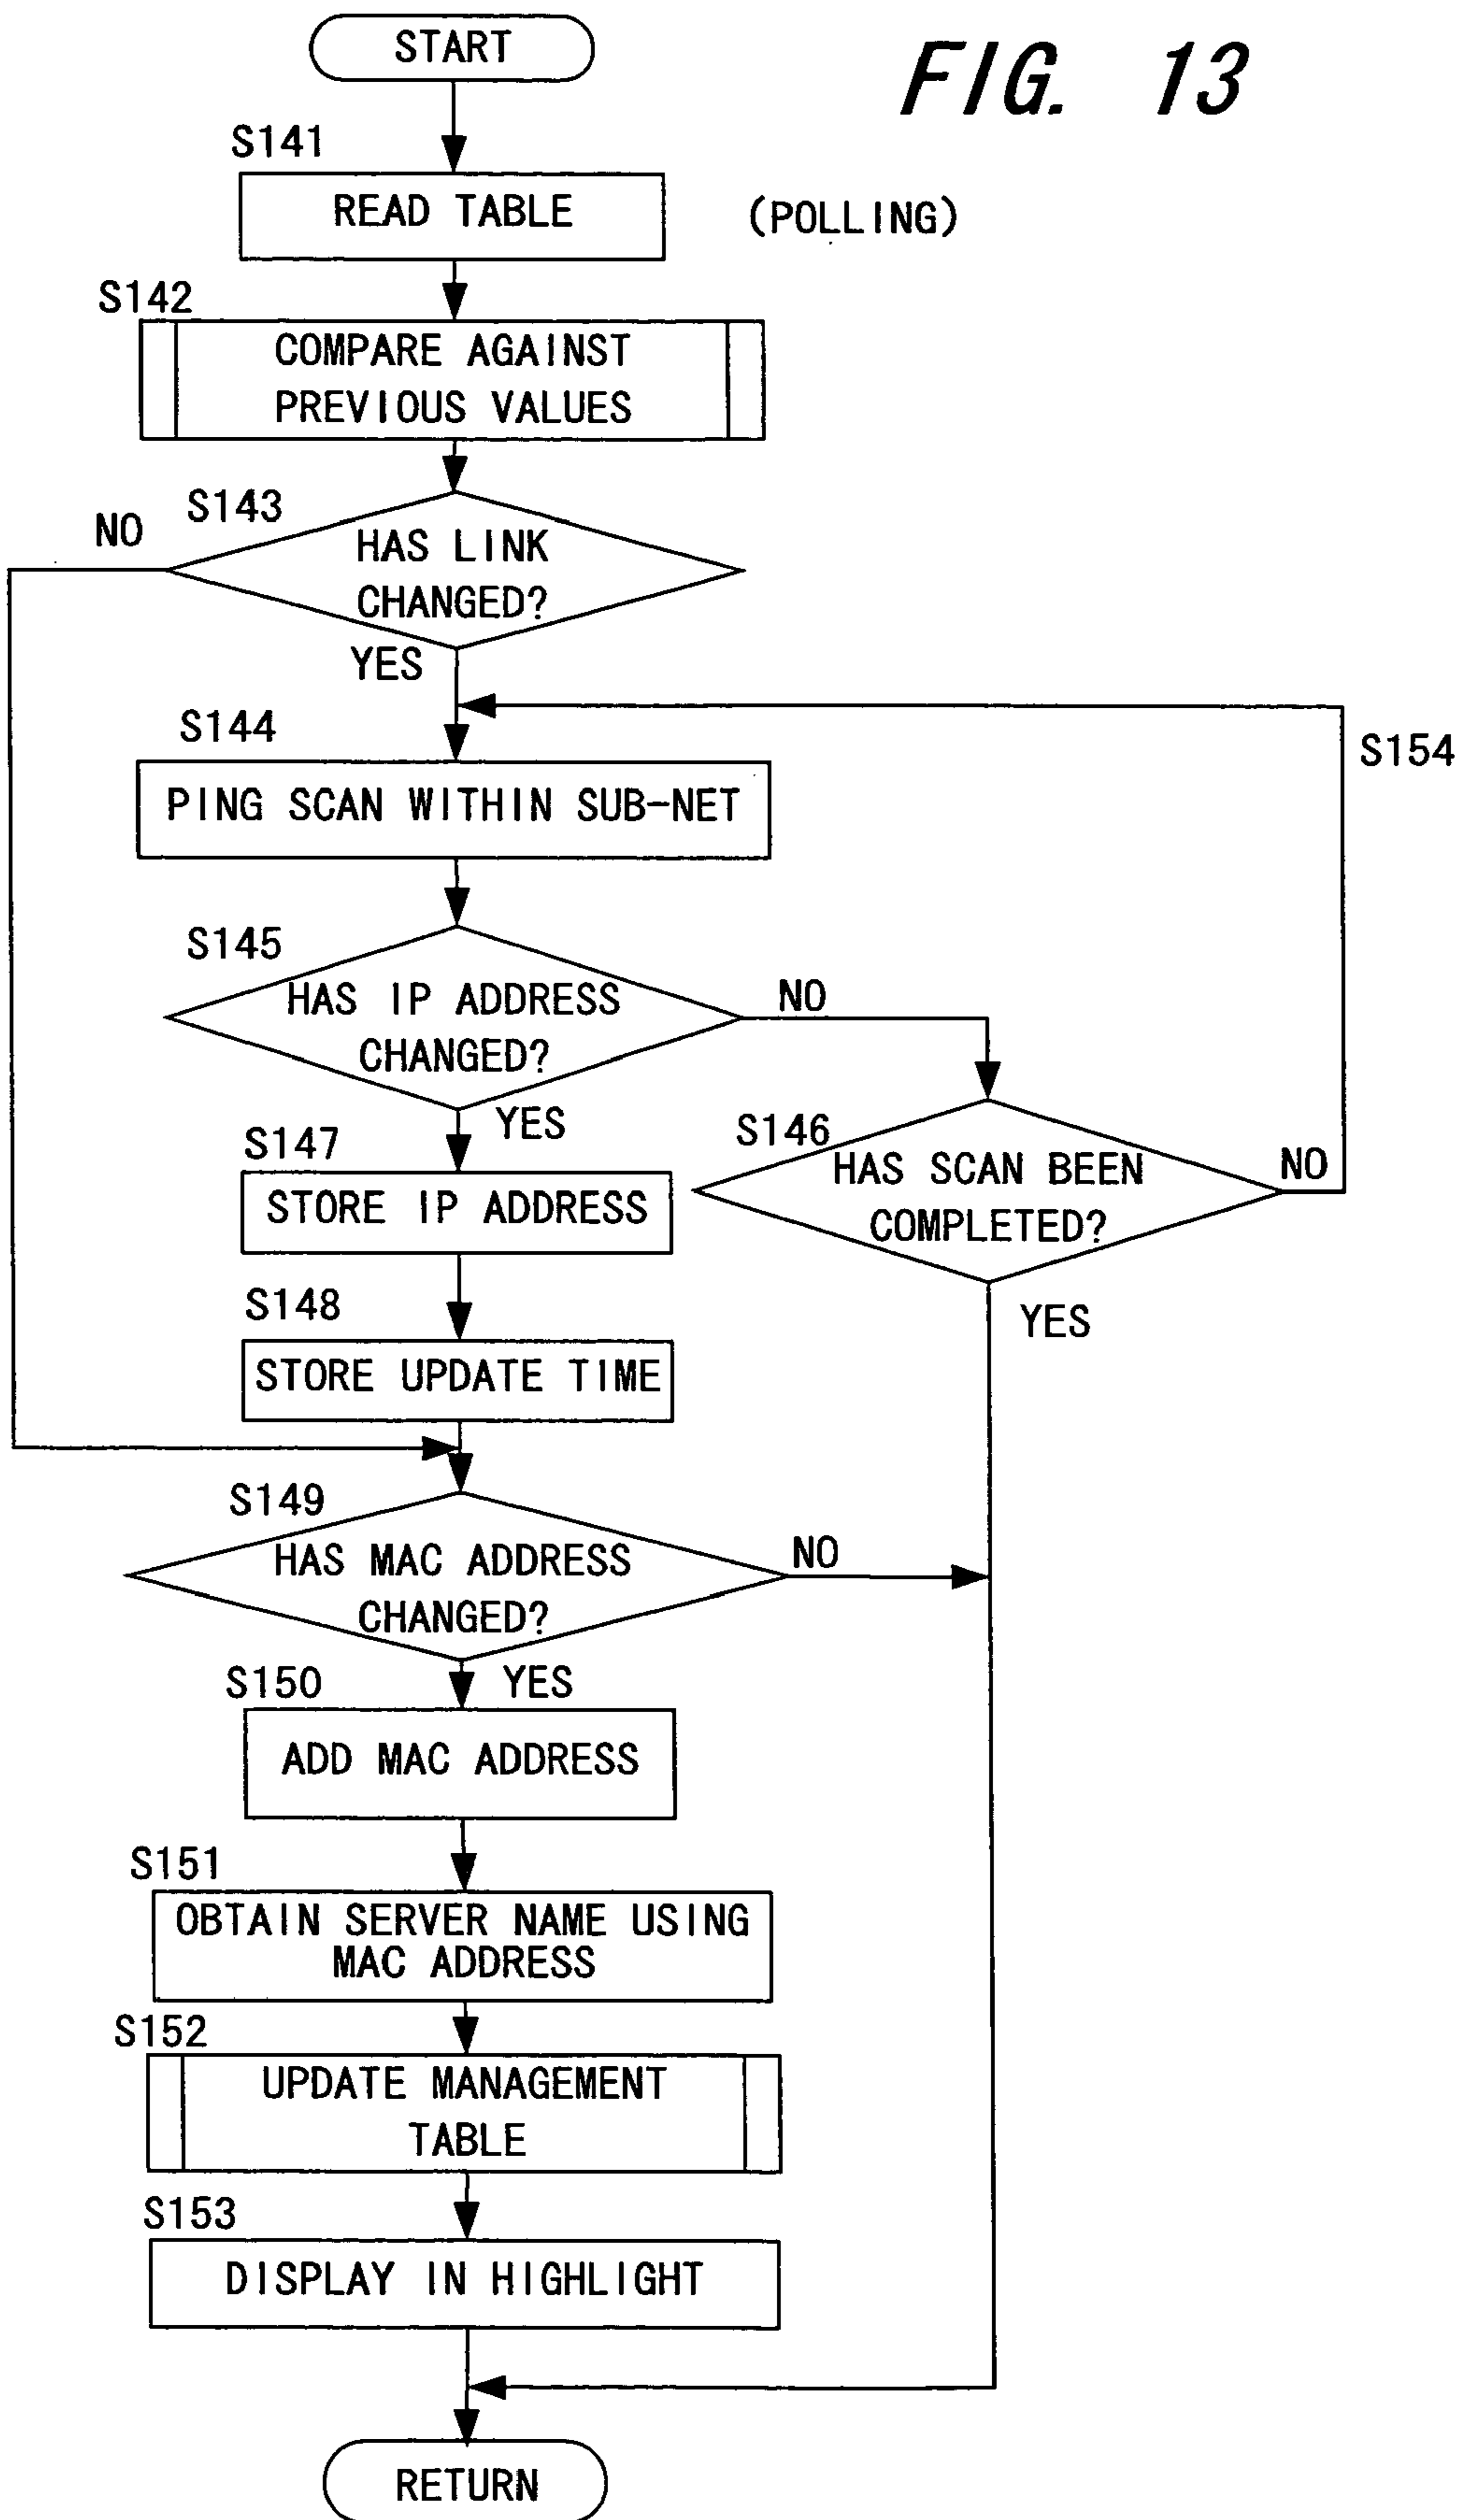 START
FIG. 13
S141
READ TABLE
(POLLING)
S142
COMPARE AGAINST
PREVIOUS VALUES
S143
NO
HAS LINK
CHANGED?
YES
S144
S154
PING SCAN WITHIN SUB-NET
S145
HAS IP ADDRESS
CHANGED?
NO
YES
S146
HAS SCAN BEEN
COMPLETED?
NO
YES
S147
STORE IP ADDRESS
S148
STORE UPDATE TIME
S149
HAS MAC ADDRESS
CHANGED?
NO
YES
S150
ADD MAC ADDRESS
S151
OBTAIN SERVER NAME USING
MAC ADDRESS
S152
UPDATE MANAGEMENT
TABLE
S153
DISPLAY IN HIGHLIGHT
RETURN